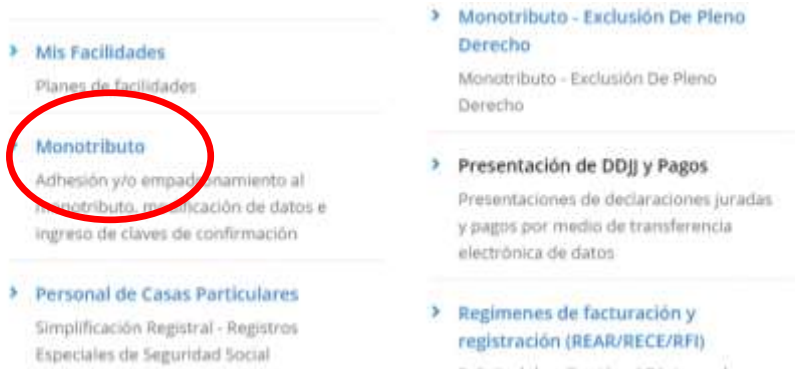 Mis Facilidades
Planes de facilidades
Monotributo
Adhesión y/o empadronamiento al
monotributo, modificación de datos e
ingreso de claves de confirmación
Personal de Casas Particulares
Simplificación Registral - Registros
Especiales de Seguridad Social
Monotributo - Exclusión De Pleno
Derecho
Monotributo - Exclusión De Pleno
Derecho
Presentación de DDJJ y Pagos
Presentaciones de declaraciones juradas
y pagos por medio de transferencia
electrónica de datos
Regimenes de facturación y
registración (REAR/RECE/RFI)